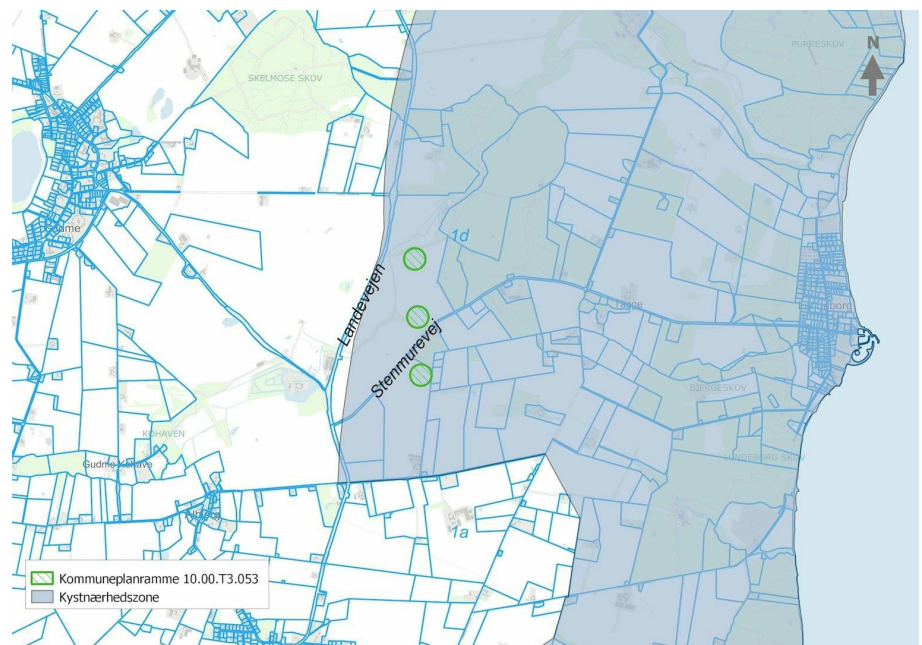 SKELMOSE SKOV
PURRESKOV
N
Gudme
1d
Landevejen
Stenmurevej
BJERGESKOV
KOHAVEN
Gudme Kohave
LUNDEBORG SKOV
1a
Kommuneplanramme 10.00.T3.053
Kystnærhedszone